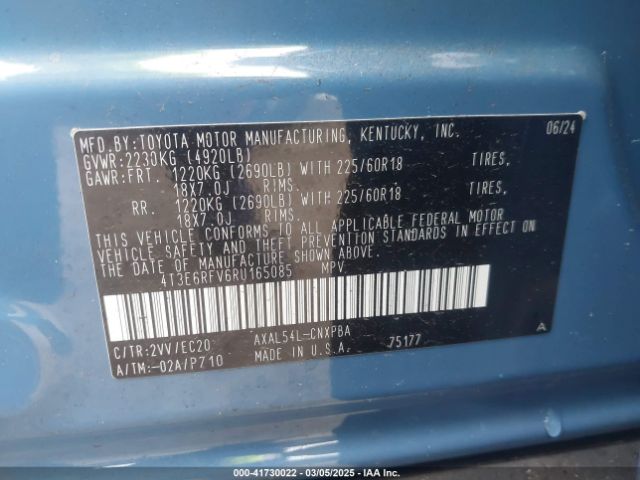 MFD.BY:TOYOTA MOTOR MANUFACTURING, KENTUCKY, INC. 06/24
GVWR:2230KG (4920LB)
GAWR:FRT. 1220KG (2690LB) WITH 225/60R18 TIRES,
18X7.0J RIMS.
RR. 1220KG (2690LB) WITH 225/60R18 TIRES,
18X7.0J RIMS.
THIS VEHICLE CONFORMS TO ALL APPLICABLE FEDERAL MOTOR
VEHICLE SAFETY AND THEFT PREVENTION STANDARDS IN EFFECT
ON THE DATE OF MANUFACTURE SHOWN ABOVE.
4T3E6RFV6RU165085 MPV
C/TR:2VV/EC20 AXAL54L-CNXPBA 75177 A
A/TM:-02A/P710 MADE IN U.S.A.
000-41730022 — 03/05/2025 — IAA Inc.